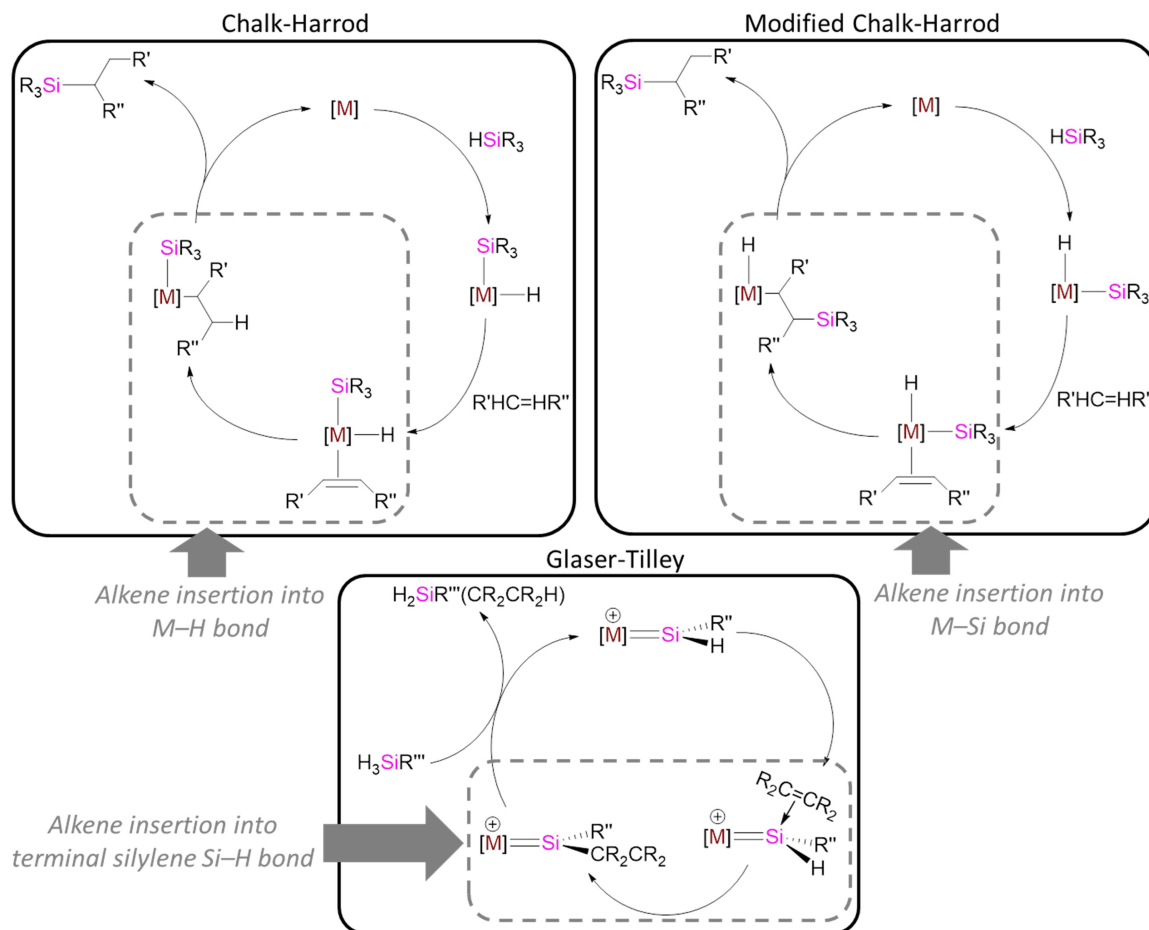 Chalk-Harrod
R₃Si
R'
R''
[M]
HSiR₃
SiR₃
[M]
H
R'HC=HR''
SiR₃
[M]
H
R'
R''
SiR₃
R'
[M]
H
R''
Alkene insertion into
M–H bond
Modified Chalk-Harrod
R₃Si
R'
R''
[M]
HSiR₃
H
[M]
SiR₃
R'HC=HR''
H
[M]
SiR₃
R'
R''
H
R'
[M]
SiR₃
R''
Alkene insertion into
M–Si bond
Glaser-Tilley
H₂SiR'''(CR₂CR₂H)
⊕
[M]=Si
R''
H
H₃SiR'''
R₂C=CR₂
⊕
[M]=Si
R''
H
⊕
[M]=Si
R''
CR₂CR₂
Alkene insertion into
terminal silylene Si–H bond